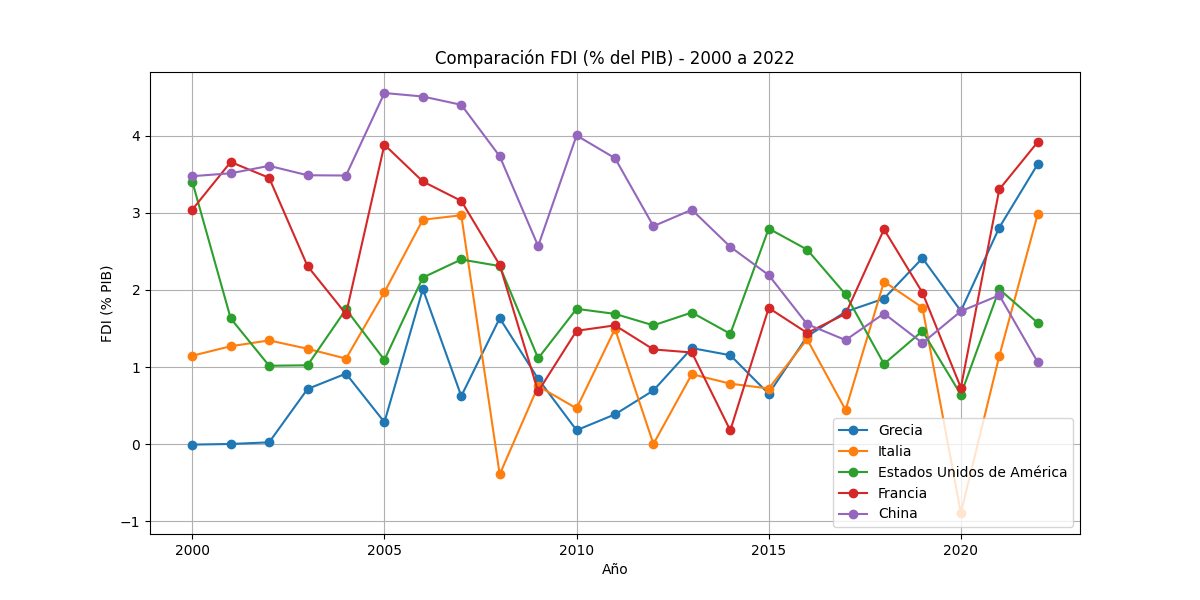 Comparación FDI (% del PIB) - 2000 a 2022
FDI (% PIB)
4
3
2
1
0
−1
2000 2005 2010 2015 2020
Año
Grecia
Italia
Estados Unidos de América
Francia
China